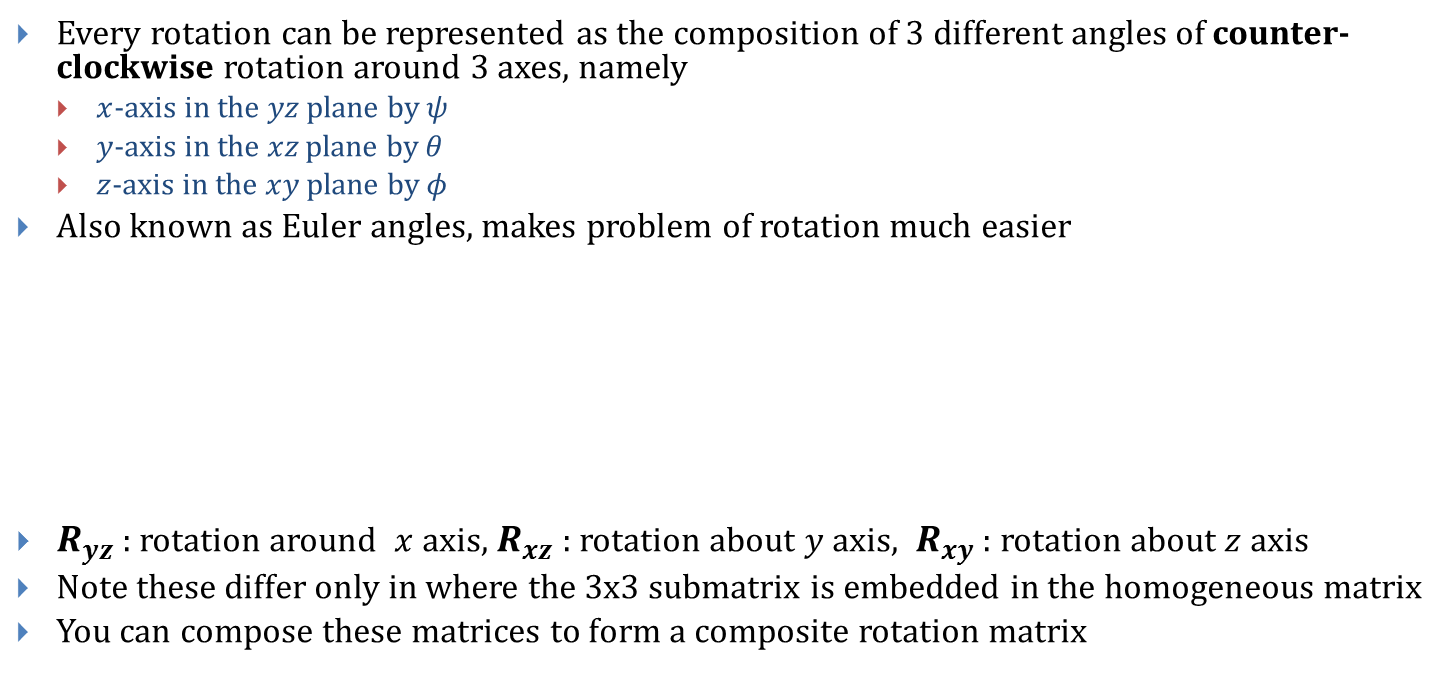 Every rotation can be represented as the composition of 3 different angles of counter-
clockwise rotation around 3 axes, namely
x-axis in the yz plane by ψ
y-axis in the xz plane by θ
z-axis in the xy plane by ϕ
Also known as Euler angles, makes problem of rotation much easier
R_yz : rotation around x axis, R_xz : rotation about y axis, R_xy : rotation about z axis
Note these differ only in where the 3x3 submatrix is embedded in the homogeneous matrix
You can compose these matrices to form a composite rotation matrix